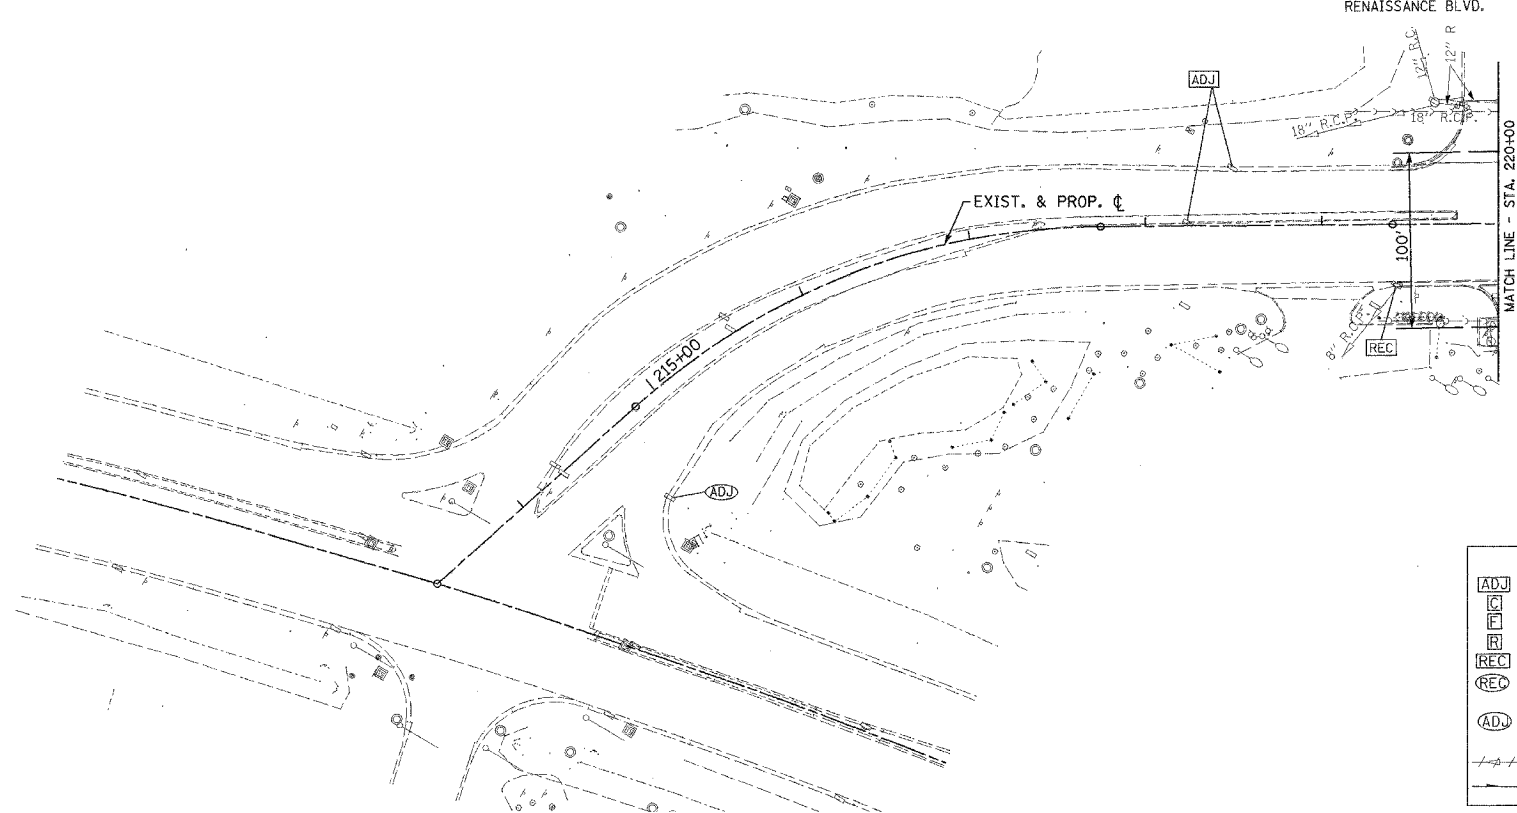 RENAISSANCE BLVD.
12" R.C.
12" R
ADJ
18" R.C.P.
18" R.C.P.
EXIST. & PROP. ℄
100'
MATCH LINE - STA. 220+00
215+00
8" R.C.P.
REC
ADJ
ADJ
C
F
R
REC
REC
ADJ